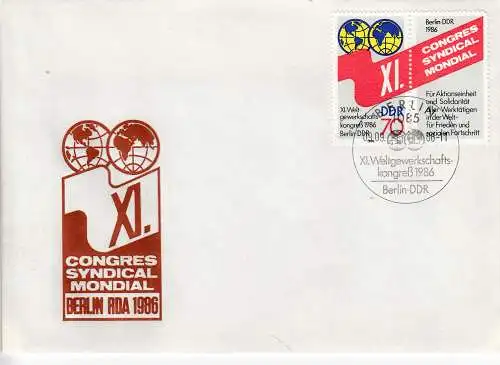 XI.
CONGRES
SYNDICAL
MONDIAL
XI. Welt
gewerkschafts-
kongreß 1986
Berlin-DDR
DDR
70
Berlin-DDR
1986
Für Aktionseinheit
und Solidarität
aller Werktätigen
in der Welt-
für Frieden und
sozialen Fortschritt
BERLIN
XI. Weltgewerkschafts-
kongreß 1986
Berlin-DDR
XI.
CONGRES
SYNDICAL
MONDIAL
BERLIN RDA 1986